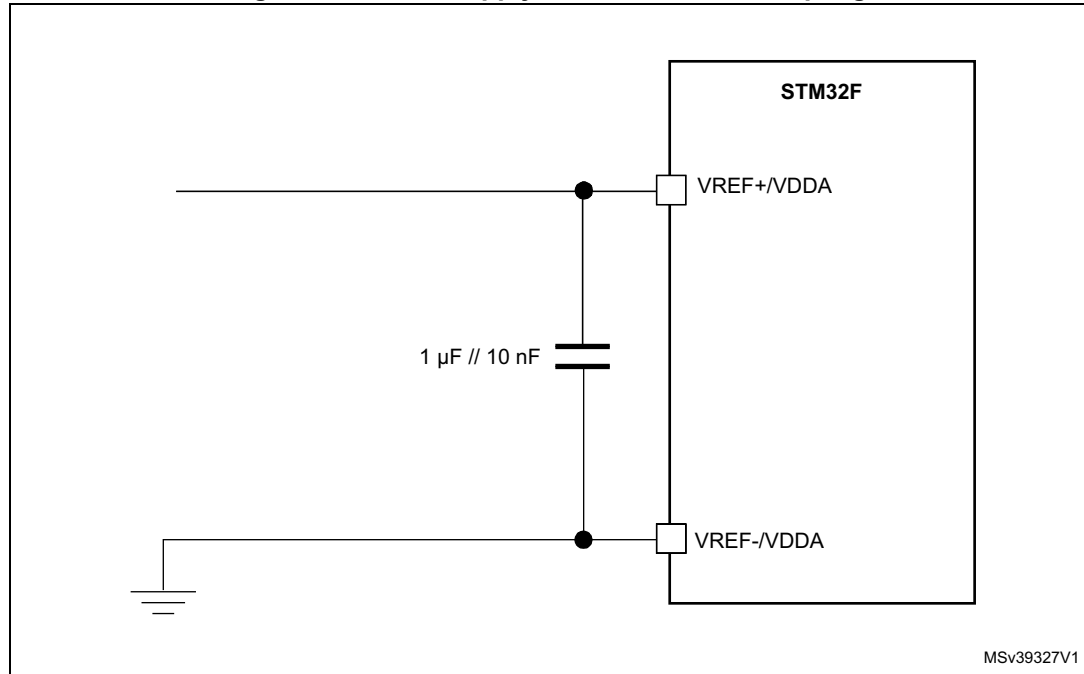 STM32F
VREF+/VDDA
1 µF // 10 nF
VREF-/VDDA
MSv39327V1